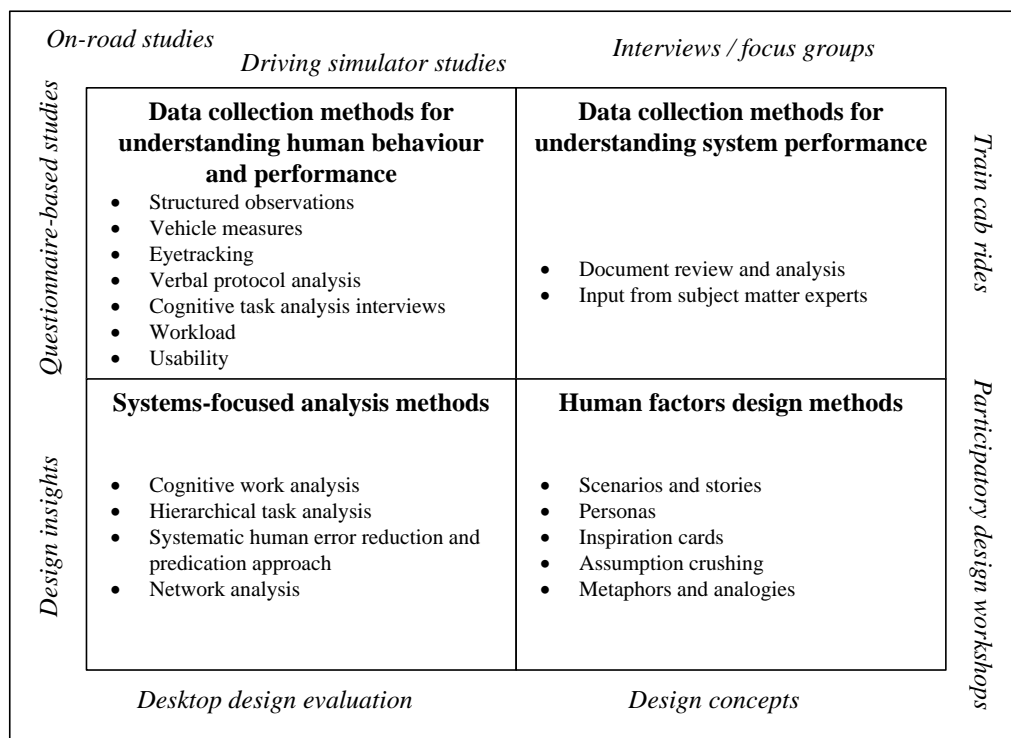 On-road studies
Interviews / focus groups
Driving simulator studies
Questionnaire-based studies
Data collection methods for
understanding human behaviour
and performance
• Structured observations
• Vehicle measures
• Eyetracking
• Verbal protocol analysis
• Cognitive task analysis interviews
• Workload
• Usability
Data collection methods for
understanding system performance
• Document review and analysis
• Input from subject matter experts
Train cab rides
Design insights
Systems-focused analysis methods
• Cognitive work analysis
• Hierarchical task analysis
• Systematic human error reduction and
predication approach
• Network analysis
Human factors design methods
• Scenarios and stories
• Personas
• Inspiration cards
• Assumption crushing
• Metaphors and analogies
Participatory design workshops
Desktop design evaluation
Design concepts